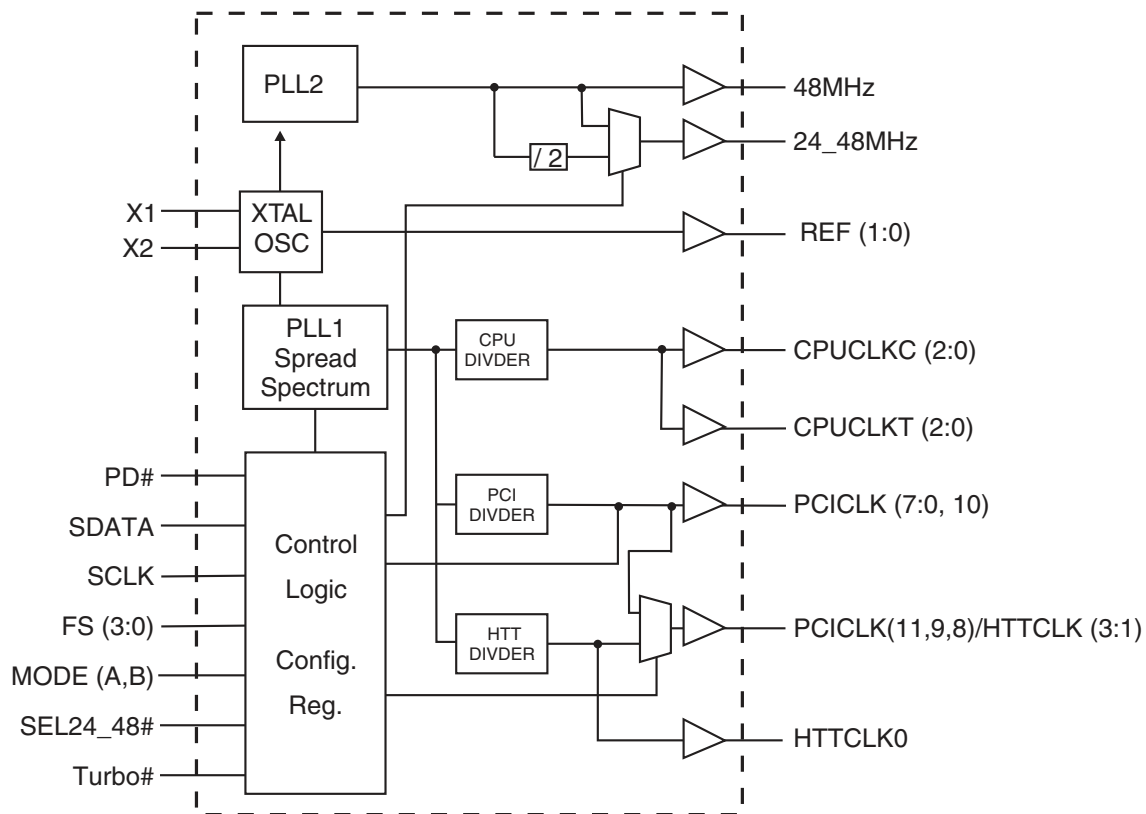 PLL2
48MHz
24_48MHz
/ 2
X1
X2
XTAL
OSC
REF (1:0)
PLL1
Spread
Spectrum
CPU
DIVDER
CPUCLKC (2:0)
CPUCLKT (2:0)
PD#
SDATA
SCLK
FS (3:0)
MODE (A,B)
SEL24_48#
Turbo#
Control
Logic
Config.
Reg.
PCI
DIVDER
PCICLK (7:0, 10)
HTT
DIVDER
PCICLK(11,9,8)/HTTCLK (3:1)
HTTCLK0